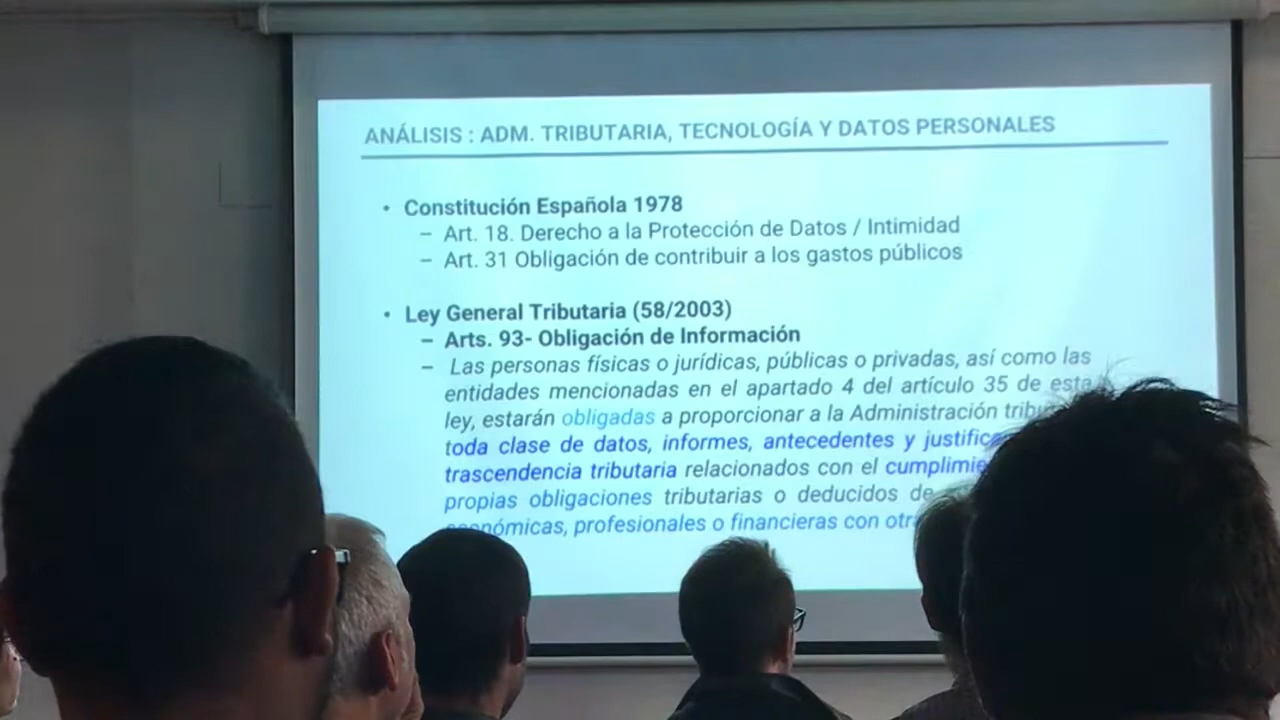 ANÁLISIS : ADM. TRIBUTARIA, TECNOLOGÍA Y DATOS PERSONALES
• Constitución Española 1978
– Art. 18. Derecho a la Protección de Datos / Intimidad
– Art. 31 Obligación de contribuir a los gastos públicos
• Ley General Tributaria (58/2003)
– Arts. 93- Obligación de Información
– Las personas físicas o jurídicas, públicas o privadas, así como las
entidades mencionadas en el apartado 4 del artículo 35 de esta
ley, estarán obligadas a proporcionar a la Administración
toda clase de datos, informes, antecedentes y
trascendencia tributaria relacionados con el
propias obligaciones tributarias o deducidos de
económicas, profesionales o financieras con